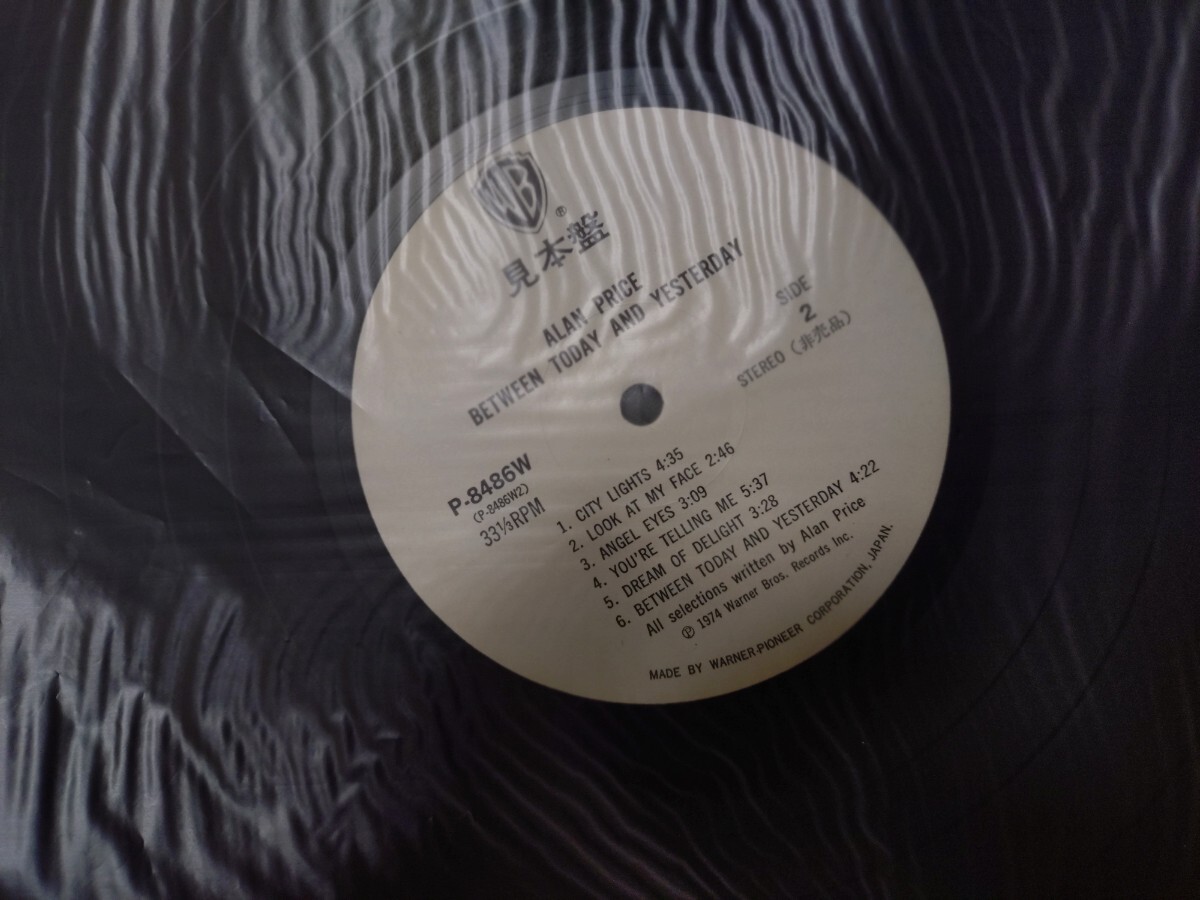 WB
®
見本盤
ALAN PRICE
BETWEEN TODAY AND YESTERDAY
SIDE
2
STEREO (非売品)
P-8486W
(P-8486W2)
33⅓RPM
1. CITY LIGHTS 4:35
2. LOOK AT MY FACE 2:46
3. ANGEL EYES 3:09
4. YOU'RE TELLING ME 5:37
5. DREAM OF DELIGHT 3:28
6. BETWEEN TODAY AND YESTERDAY 4:22
All selections written by Alan Price
℗ 1974 Warner Bros. Records Inc.
MADE BY WARNER-PIONEER CORPORATION, JAPAN.